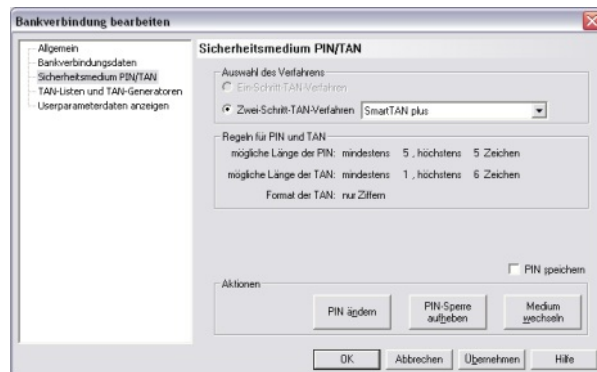 Bankverbindung bearbeiten
Allgemein
Bankverbindungsdaten
Sicherheitsmedium PIN/TAN
TAN-Listen und TAN-Generatoren
Userparameterdaten anzeigen
Sicherheitsmedium PIN/TAN
Auswahl des Verfahrens
Ein-Schritt-TAN-Verfahren
Zwei-Schritt-TAN-Verfahren SmartTAN plus
Regeln für PIN und TAN
mögliche Länge der PIN: mindestens 5 , höchstens 5 Zeichen
mögliche Länge der TAN: mindestens 1 , höchstens 6 Zeichen
Format der TAN: nur Ziffern
PIN speichern
Aktionen
PIN ändern
PIN-Sperre aufheben
Medium wechseln
OK Abbrechen Übernehmen Hilfe